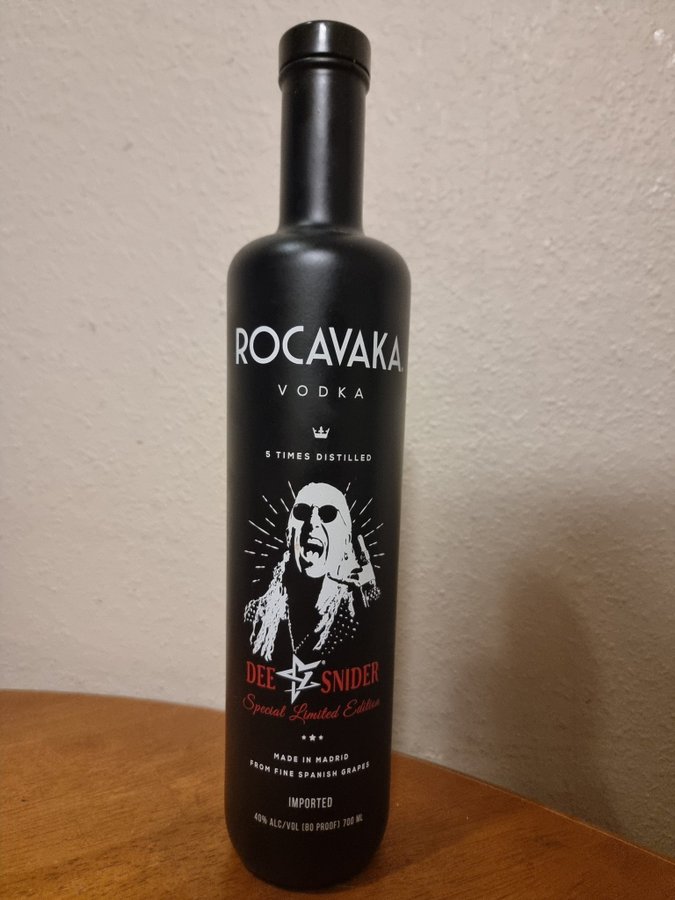 ROCAVAKA
VODKA
5 TIMES DISTILLED
DEE SNIDER
Special Limited Edition
MADE IN MADRID
FROM FINE SPANISH GRAPES
IMPORTED
40% ALC/VOL (80 PROOF) 700 ML